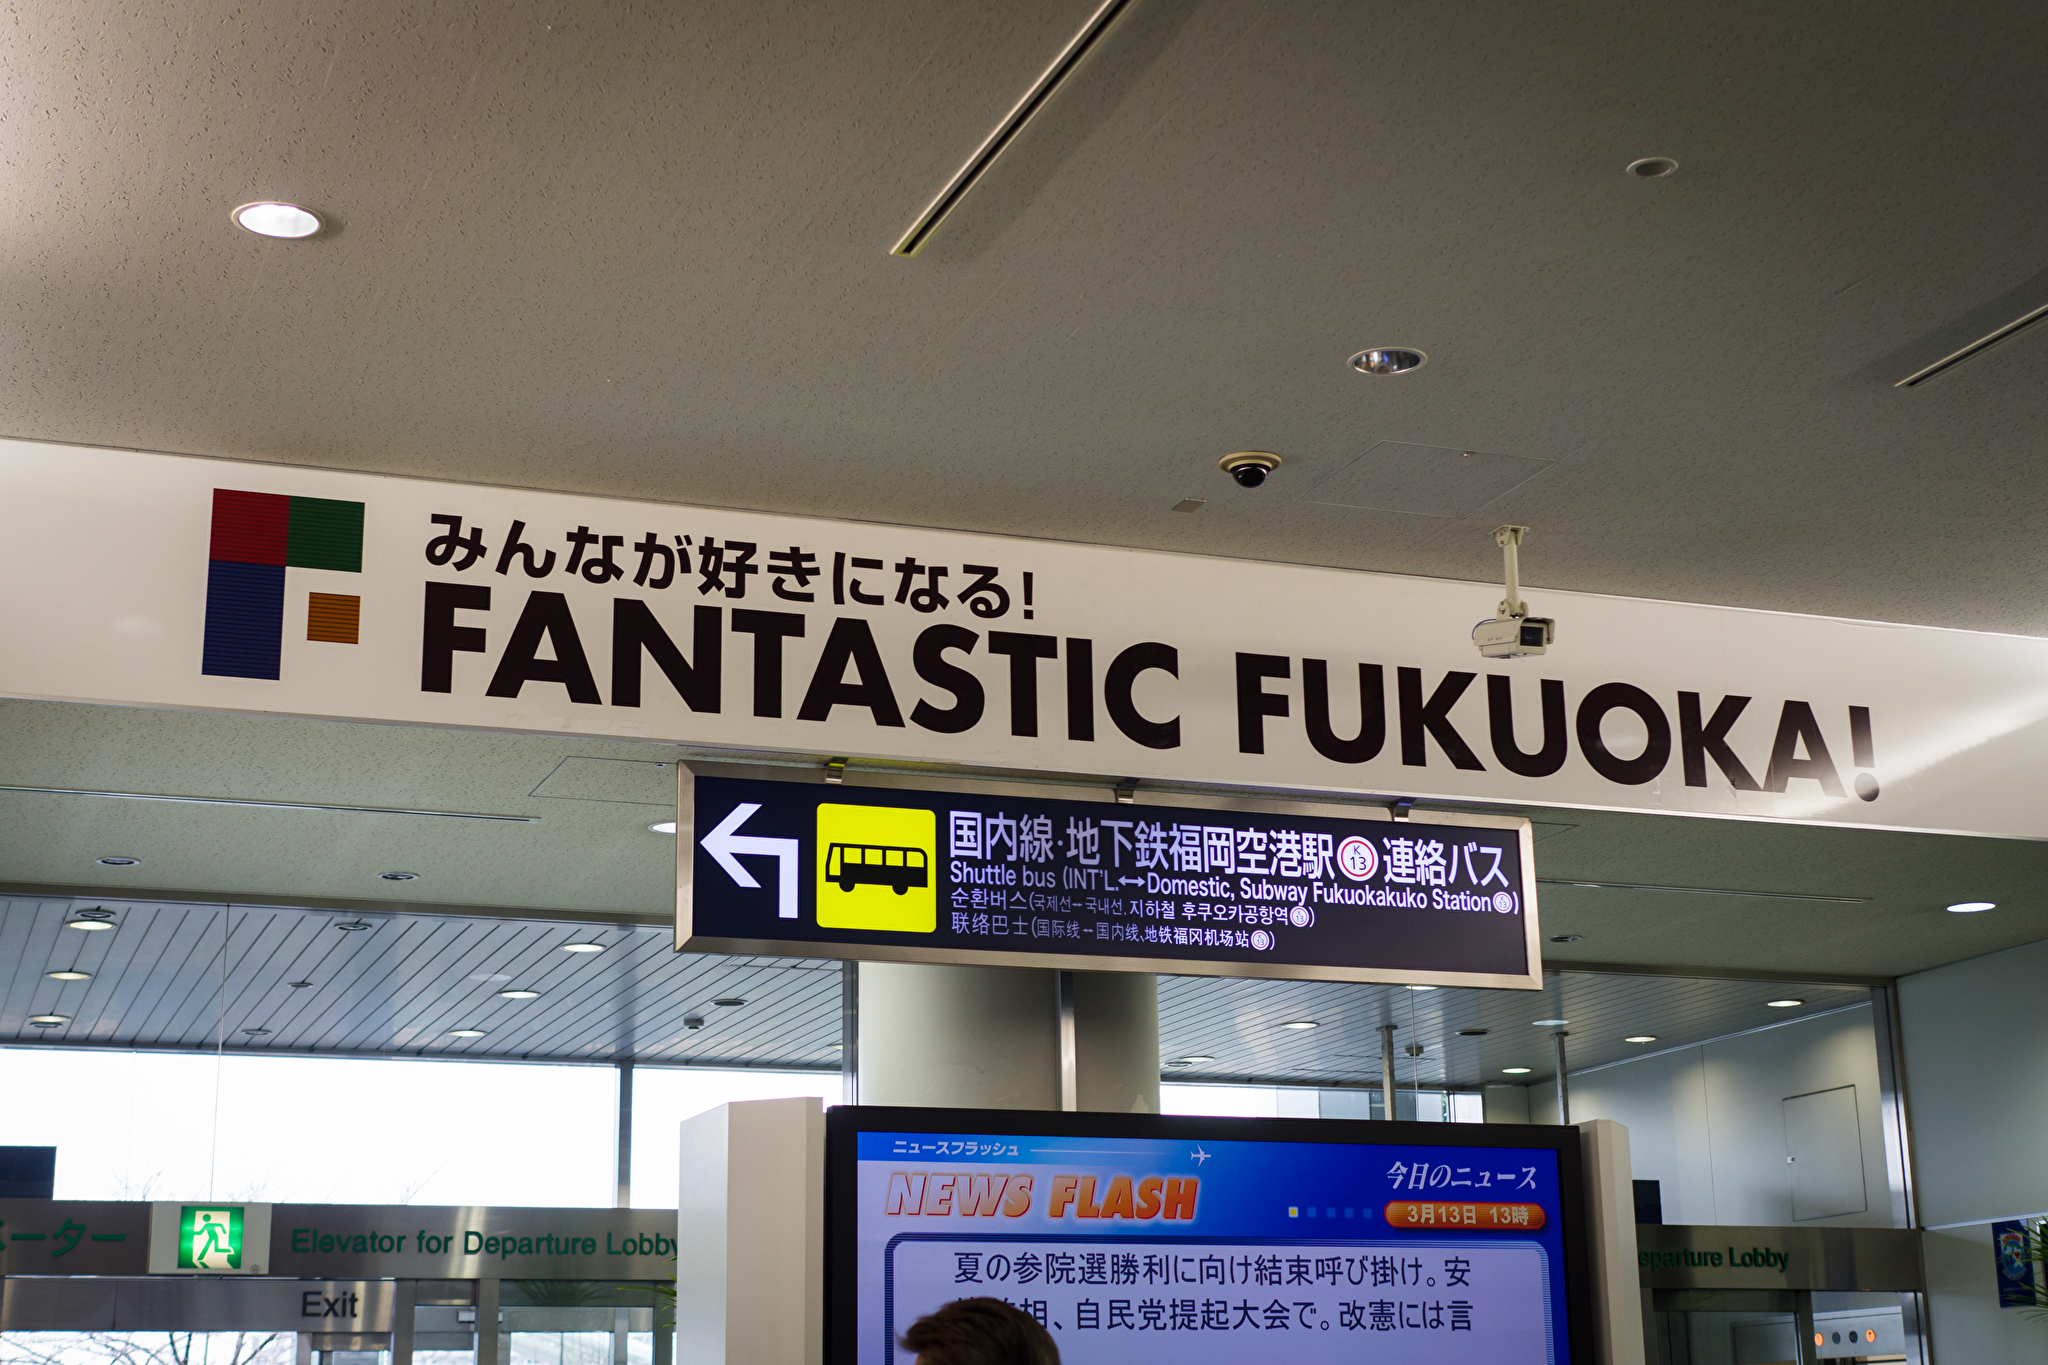 みんなが好きになる!
FANTASTIC FUKUOKA!
国内線·地下鉄福岡空港駅 K 13 連絡バス
Shuttle bus (INT'L.↔Domestic, Subway Fukuokakuko Station)
순환버스(국제선↔국내선, 지하철 후쿠오카공항역)
联络巴士(国际线↔国内线、地铁福冈机场站)
ニュースフラッシュ
NEWS FLASH
今日のニュース
3月13日 13時
夏の参院選勝利に向け結束呼び掛け。安
相、自民党提起大会で。改憲には言
ーター
Elevator for Departure Lobby
Exit
eparture Lobby